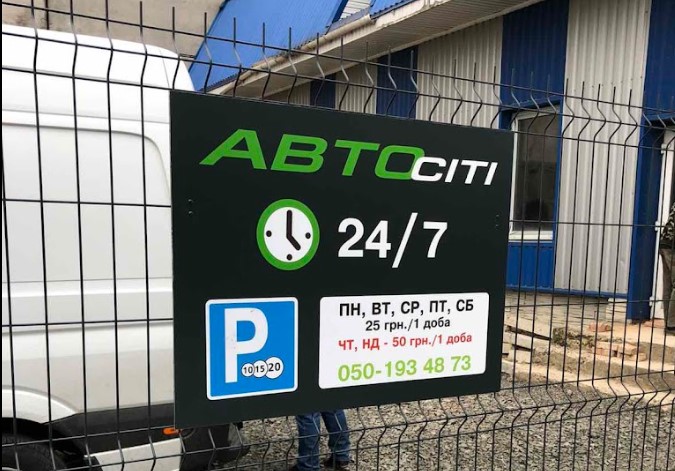 АВТОСІТІ
24/7
ПН, ВТ, СР, ПТ, СБ
25 грн./1 доба
ЧТ, НД - 50 грн./1 доба
050-193 48 73
P
10 15 20